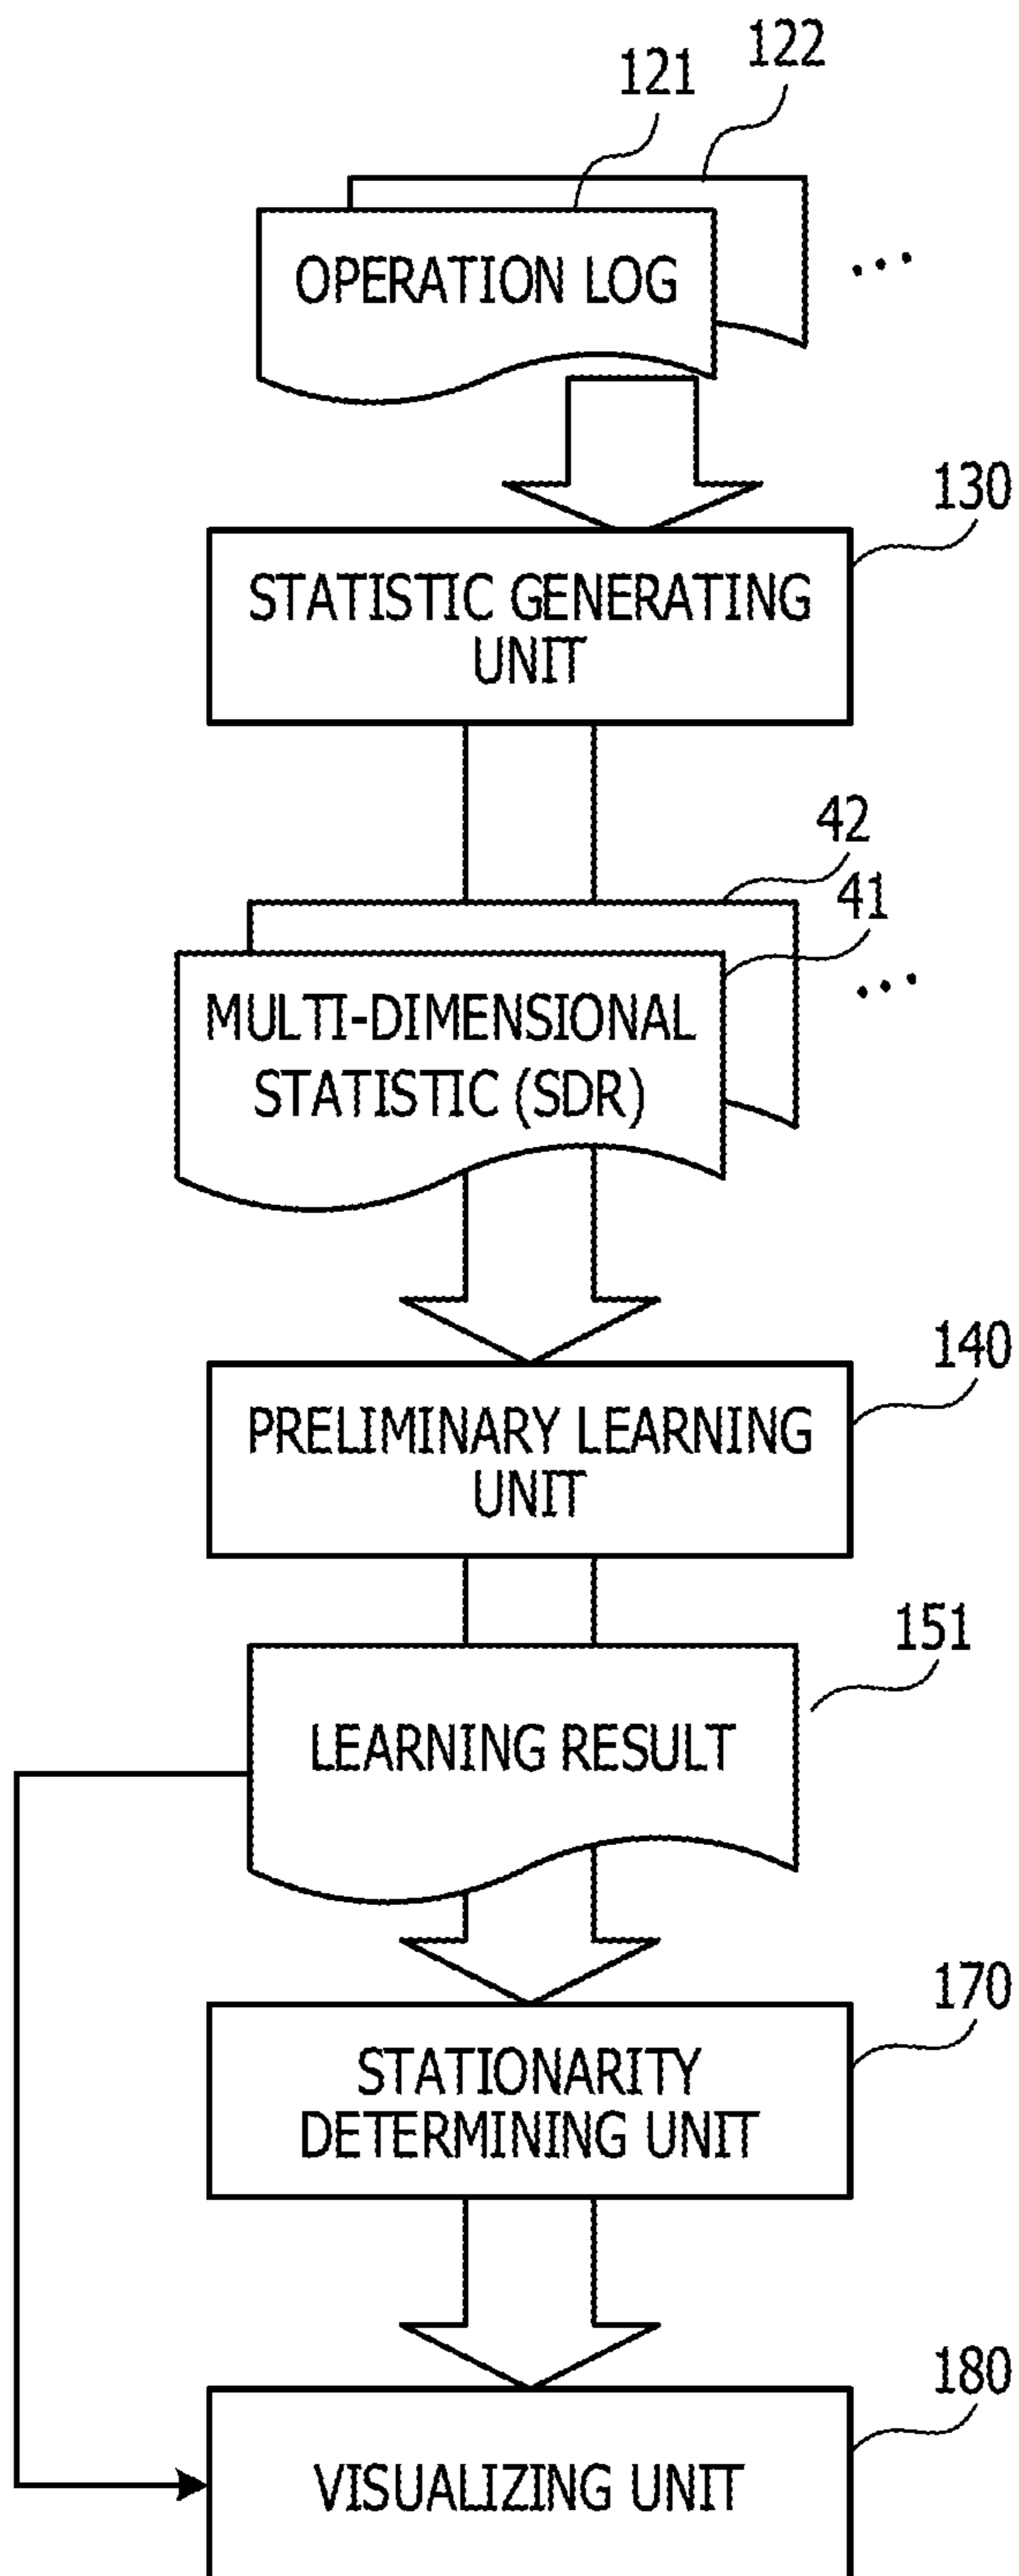 122
121
OPERATION LOG
...
130
STATISTIC GENERATING
UNIT
42
41
MULTI-DIMENSIONAL
STATISTIC (SDR)
...
140
PRELIMINARY LEARNING
UNIT
151
LEARNING RESULT
170
STATIONARITY
DETERMINING UNIT
180
VISUALIZING UNIT